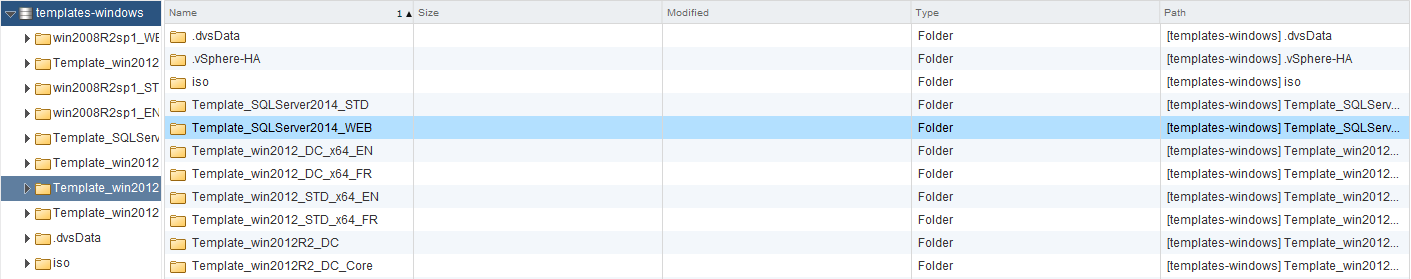 templates-windows
win2008R2sp1_WE
Template_win2012
win2008R2sp1_ST
win2008R2sp1_EN
Template_SQLServ
Template_win2012
Template_win2012
Template_win2012
.dvsData
iso
Name 1 ▲ Size Modified Type Path
.dvsData Folder [templates-windows] .dvsData
.vSphere-HA Folder [templates-windows] .vSphere-HA
iso Folder [templates-windows] iso
Template_SQLServer2014_STD Folder [templates-windows] Template_SQLServ...
Template_SQLServer2014_WEB Folder [templates-windows] Template_SQLServ...
Template_win2012_DC_x64_EN Folder [templates-windows] Template_win2012...
Template_win2012_DC_x64_FR Folder [templates-windows] Template_win2012...
Template_win2012_STD_x64_EN Folder [templates-windows] Template_win2012...
Template_win2012_STD_x64_FR Folder [templates-windows] Template_win2012...
Template_win2012R2_DC Folder [templates-windows] Template_win2012...
Template_win2012R2_DC_Core Folder [templates-windows] Template_win2012...